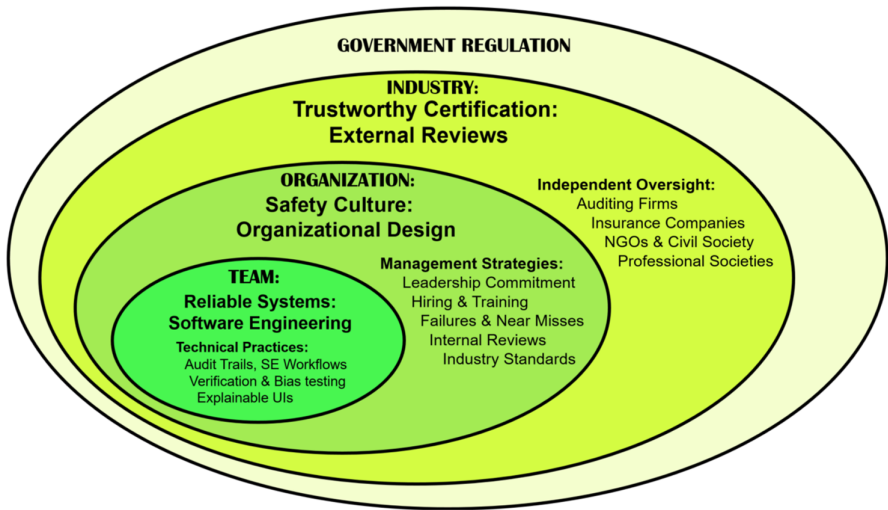 GOVERNMENT REGULATION
INDUSTRY:
Trustworthy Certification:
External Reviews
ORGANIZATION:
Safety Culture:
Organizational Design
TEAM:
Reliable Systems:
Software Engineering
Technical Practices:
Audit Trails, SE Workflows
Verification & Bias testing
Explainable UIs
Management Strategies:
Leadership Commitment
Hiring & Training
Failures & Near Misses
Internal Reviews
Industry Standards
Independent Oversight:
Auditing Firms
Insurance Companies
NGOs & Civil Society
Professional Societies